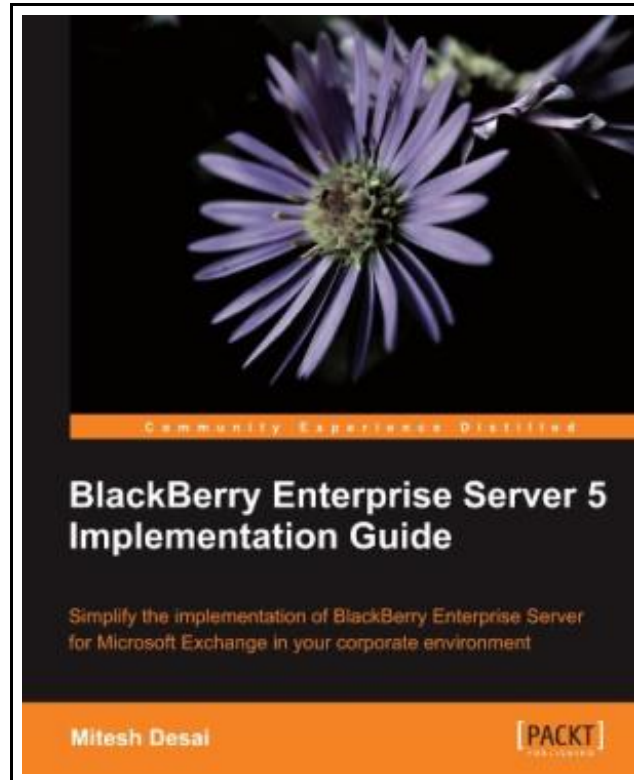 Community Experience Distilled
BlackBerry Enterprise Server 5
Implementation Guide
Simplify the implementation of BlackBerry Enterprise Server
for Microsoft Exchange in your corporate environment
Mitesh Desai
[PACKT]
PUBLISHING